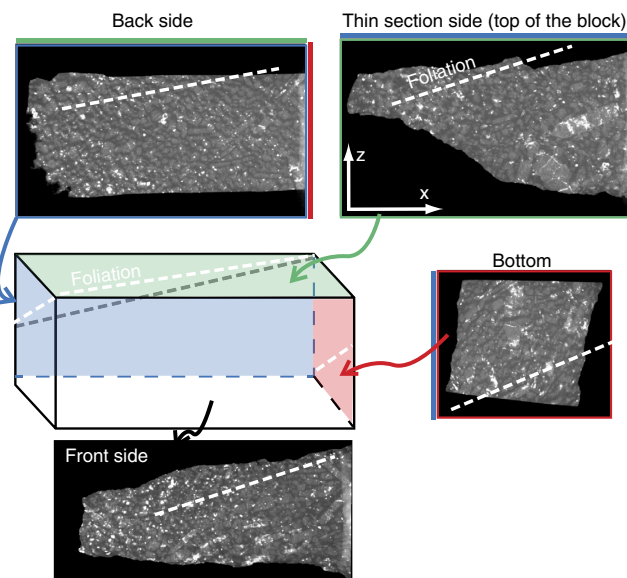 Back side
Thin section side (top of the block)
Foliation
z
x
Foliation
Bottom
Front side